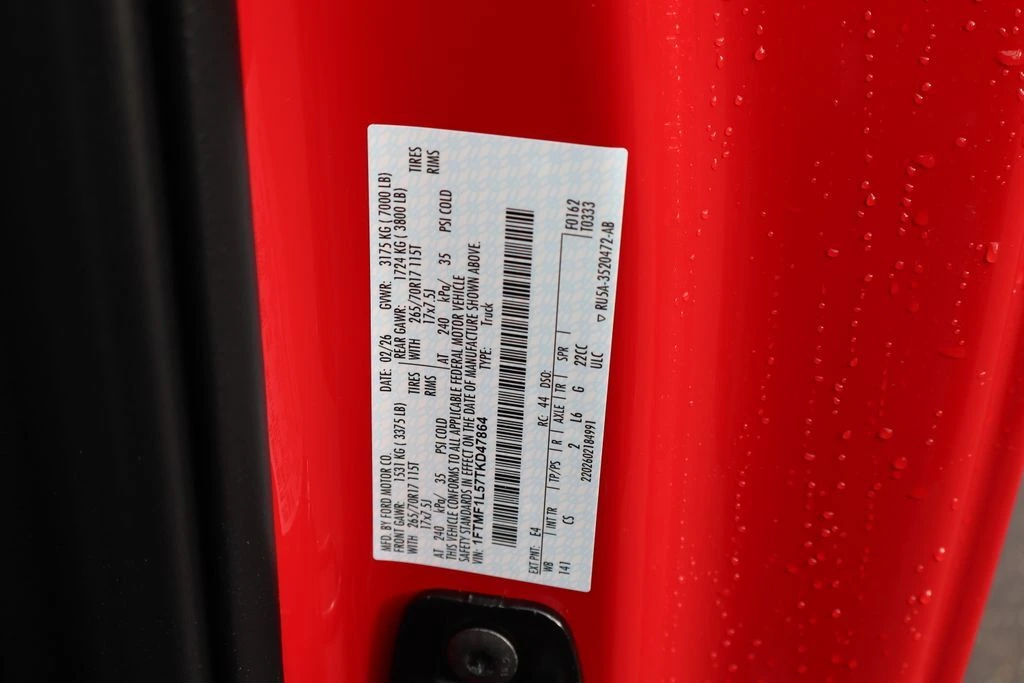 MFD. BY FORD MOTOR CO. DATE: 02/26 GVWR: 3175 KG ( 7000 LB)
FRONT GAWR: 1531 KG ( 3375 LB) REAR GAWR: 1724 KG ( 3800 LB)
WITH 265/70R17 115T TIRES WITH 265/70R17 115T TIRES
17x7.5J RIMS 17x7.5J RIMS
AT 240 kPa/ 35 PSI COLD AT 240 kPa/ 35 PSI COLD
THIS VEHICLE CONFORMS TO ALL APPLICABLE FEDERAL MOTOR VEHICLE
SAFETY STANDARDS IN EFFECT ON THE DATE OF MANUFACTURE SHOWN ABOVE.
VIN: 1FTMF1L57TKD47864 TYPE: Truck
EXT PNT: E4 RC: 44 DSO: F0162
WB INT TR TP/PS R AXLE TR SPR T0333
141 CS 2 L6 G 22CC
2202602184991 ULC ▽ RU5A-3520472-AB